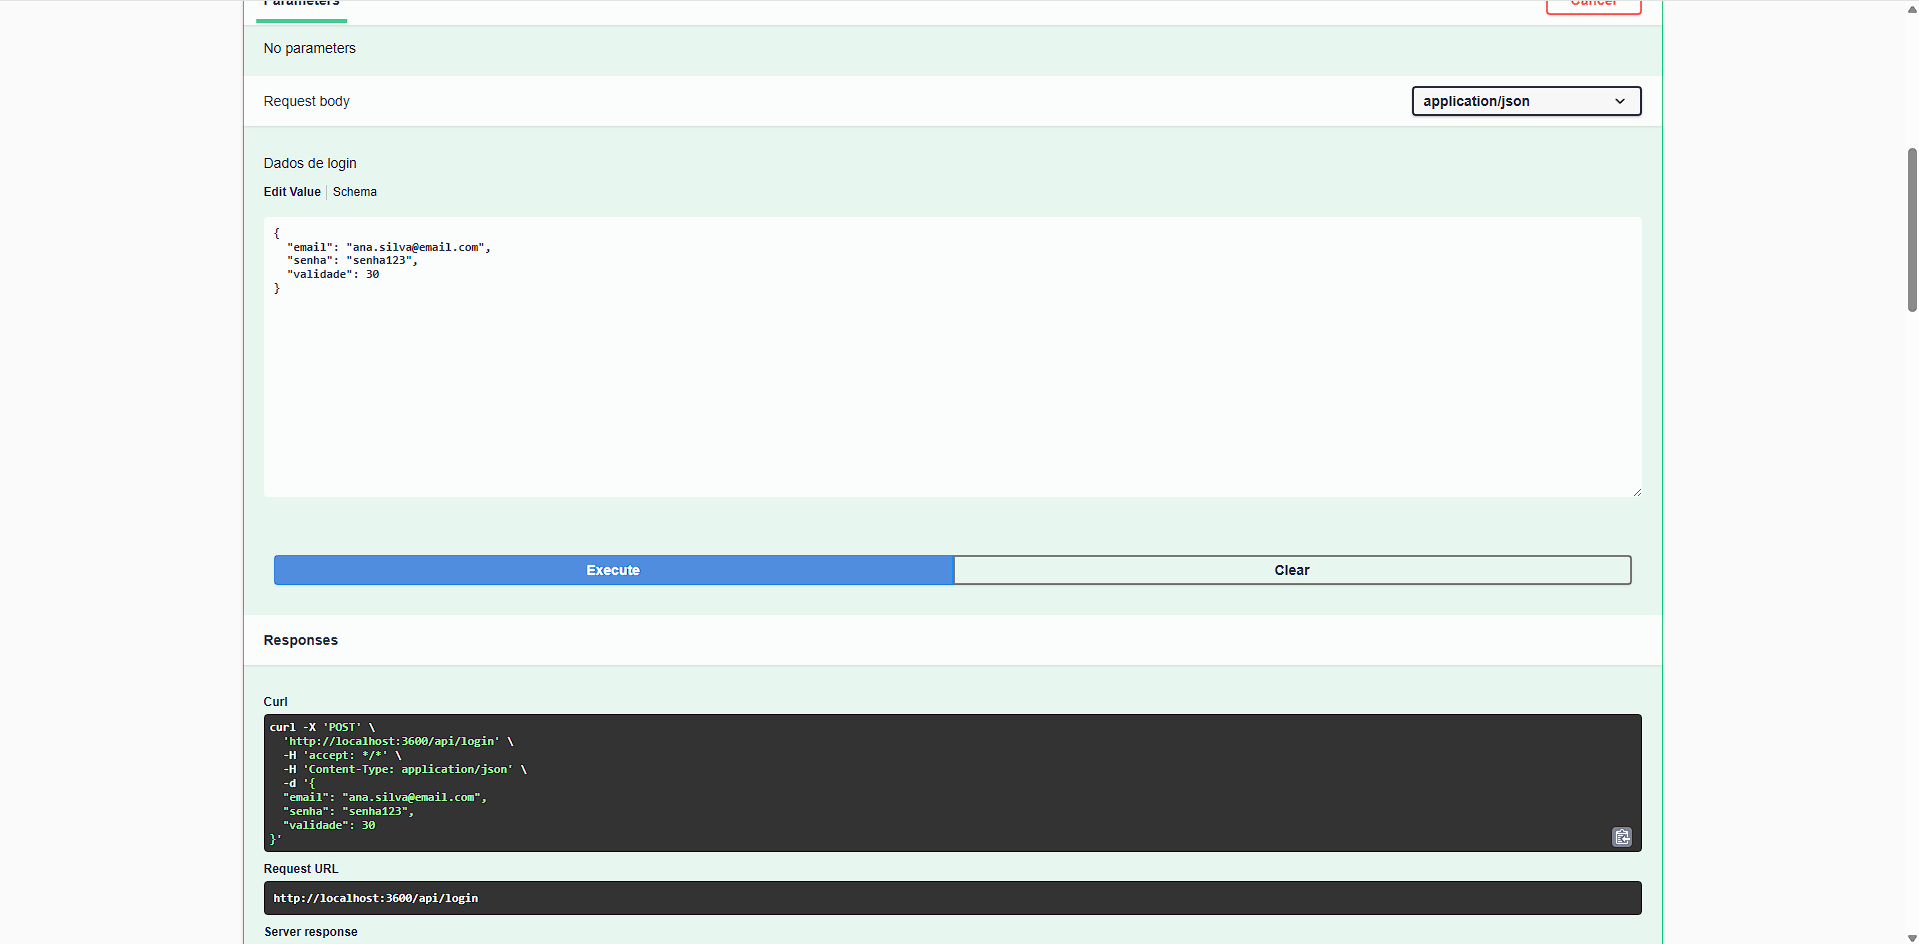 Parameters
Cancel
No parameters
Request body
application/json
Dados de login
Edit Value
Schema
{
  "email": "ana.silva@email.com",
  "senha": "senha123",
  "validade": 30
}
Execute
Clear
Responses
Curl
curl -X 'POST' \
  'http://localhost:3600/api/login' \
  -H 'accept: */*' \
  -H 'Content-Type: application/json' \
  -d '{
  "email": "ana.silva@email.com",
  "senha": "senha123",
  "validade": 30
}'
Request URL
http://localhost:3600/api/login
Server response